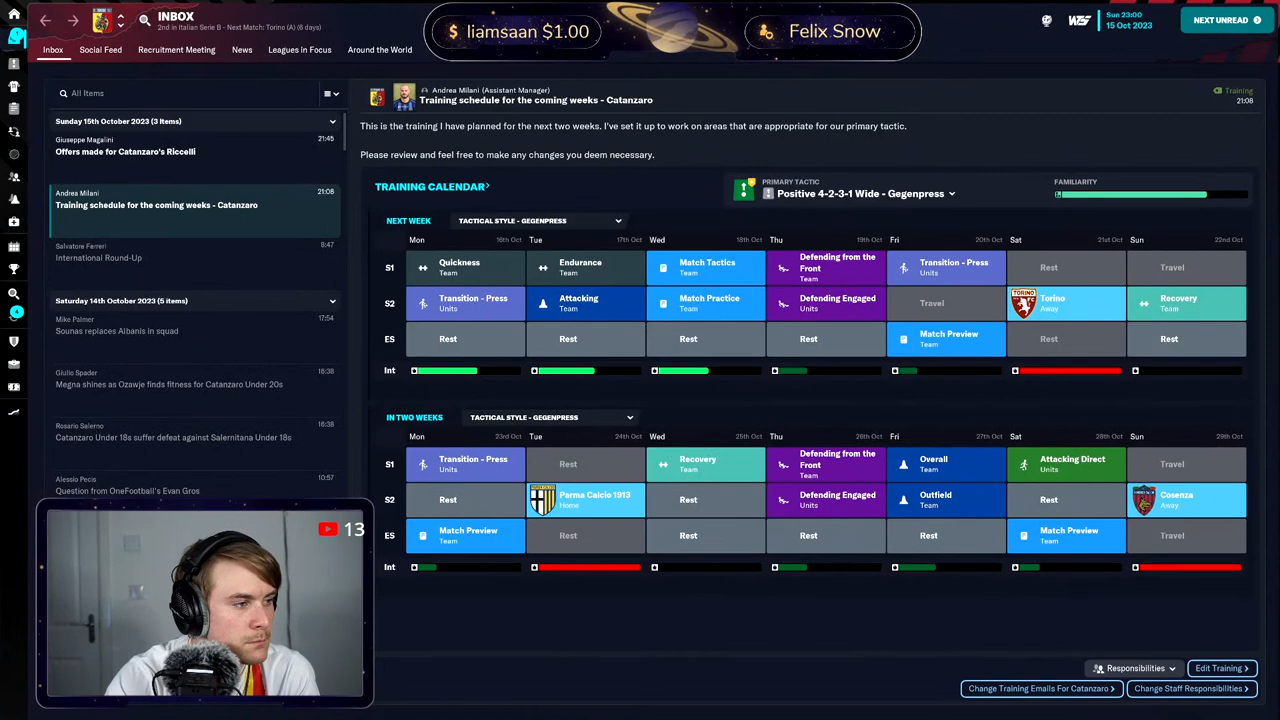 INBOX
2nd in Italian Serie B - Next Match: Torino (A) (6 days)
liamsaan $1.00
Felix Snow
Sun 23:00
15 Oct 2023
NEXT UNREAD
Inbox
Social Feed
Recruitment Meeting
News
Leagues in Focus
Around the World
All Items
Sunday 15th October 2023 (3 Items)
Giuseppe Magalini
21:45
Offers made for Catanzaro's Riccelli
Andrea Milani
21:08
Training schedule for the coming weeks - Catanzaro
Salvatore Ferreri
8:47
International Round-Up
Saturday 14th October 2023 (5 items)
Mike Palmer
17:54
Sounas replaces Albanis in squad
Giulio Spader
16:38
Megna shines as Ozawje finds fitness for Catanzaro Under 20s
Rosario Salerno
16:38
Catanzaro Under 18s suffer defeat against Salernitana Under 18s
Alessio Pecis
10:57
Question from OneFootball's Evan Gros
4
13
Andrea Milani (Assistant Manager)
Training schedule for the coming weeks - Catanzaro
Training
21:08
This is the training I have planned for the next two weeks. I've set it up to work on areas that are appropriate for our primary tactic.
Please review and feel free to make any changes you deem necessary.
TRAINING CALENDAR
PRIMARY TACTIC
Positive 4-2-3-1 Wide - Gegenpress
FAMILIARITY
NEXT WEEK
TACTICAL STYLE - GEGENPRESS
Mon 16th Oct Tue 17th Oct Wed 18th Oct Thu 19th Oct Fri 20th Oct Sat 21st Oct Sun 22nd Oct
S1
Quickness
Team
Endurance
Team
Match Tactics
Team
Defending from the
Front
Team
Transition - Press
Units
Rest
Travel
S2
Transition - Press
Units
Attacking
Team
Match Practice
Team
Defending Engaged
Units
Travel
Torino
Away
Recovery
Team
ES
Rest
Rest
Rest
Rest
Match Preview
Team
Rest
Rest
Int
IN TWO WEEKS
TACTICAL STYLE - GEGENPRESS
Mon 23rd Oct Tue 24th Oct Wed 25th Oct Thu 26th Oct Fri 27th Oct Sat 28th Oct Sun 29th Oct
S1
Transition - Press
Units
Rest
Recovery
Team
Defending from the
Front
Team
Overall
Team
Attacking Direct
Units
Travel
S2
Rest
Parma Calcio 1913
Home
Rest
Defending Engaged
Units
Outfield
Team
Rest
Cosenza
Away
ES
Match Preview
Team
Rest
Rest
Rest
Rest
Match Preview
Team
Travel
Int
Responsibilities
Edit Training
Change Training Emails For Catanzaro
Change Staff Responsibilities